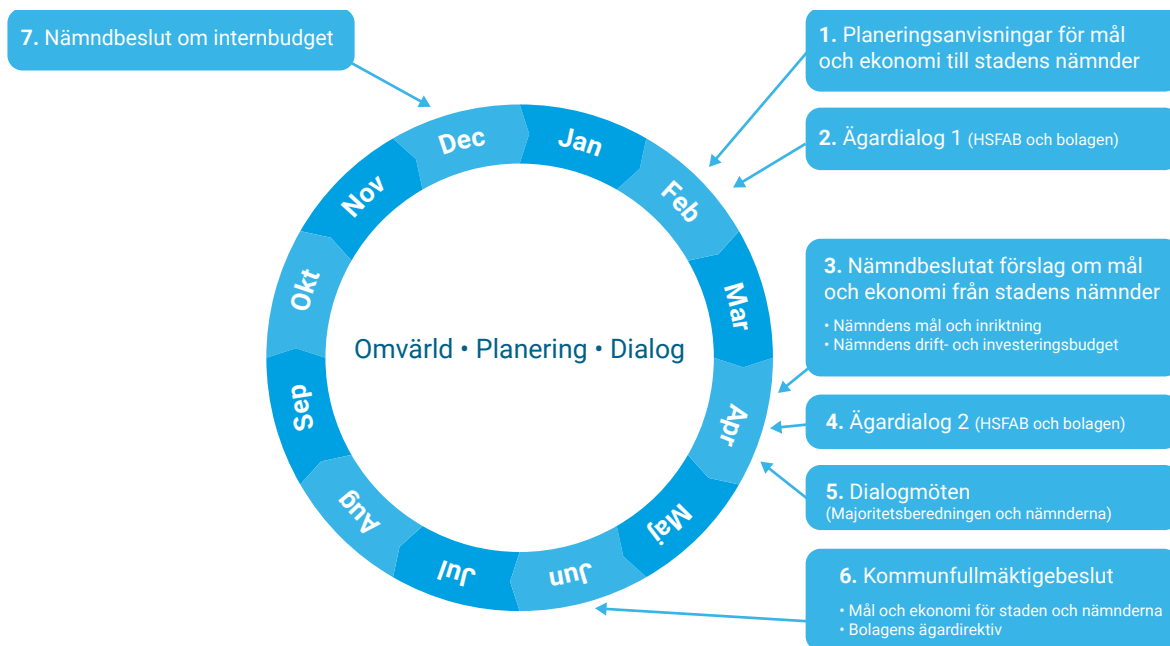 7. Nämndbeslut om internbudget
1. Planeringsanvisningar för mål
och ekonomi till stadens nämnder
2. Ägardialog 1 (HSFAB och bolagen)
3. Nämndbeslutat förslag om mål
och ekonomi från stadens nämnder
• Nämndens mål och inriktning
• Nämndens drift- och investeringsbudget
4. Ägardialog 2 (HSFAB och bolagen)
5. Dialogmöten
(Majoritetsberedningen och nämnderna)
6. Kommunfullmäktigebeslut
• Mål och ekonomi för staden och nämnderna
• Bolagens ägardirektiv
Jan
Feb
Mar
Apr
Maj
Jun
Jul
Aug
Sep
Okt
Nov
Dec
Omvärld • Planering • Dialog